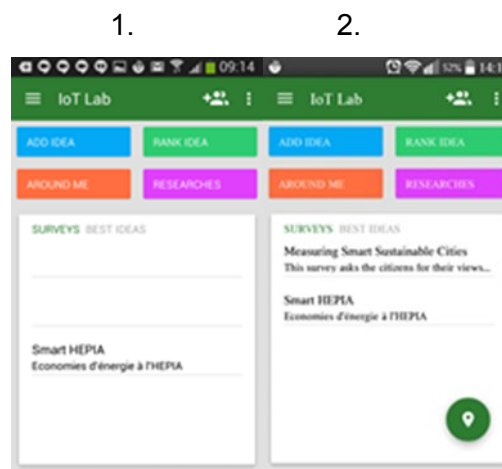 1.
2.
09:14
IoT Lab
ADD IDEA
RANK IDEA
AROUND ME
RESEARCHES
SURVEYS BEST IDEAS
Smart HEPIA
Economies d'énergie à l'HEPIA
52% 14:1
IoT Lab
ADD IDEA
RANK IDEA
AROUND ME
RESEARCHES
SURVEYS BEST IDEAS
Measuring Smart Sustainable Cities
This survey asks the citizens for their views...
Smart HEPIA
Economies d'énergie à l'HEPIA